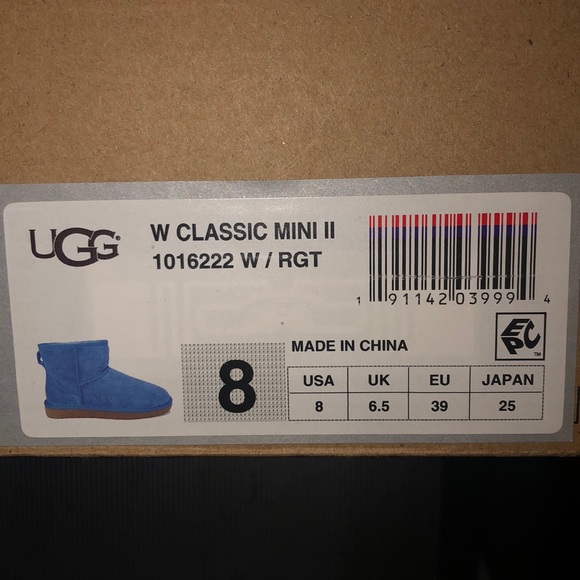 UGG®
W CLASSIC MINI II
1016222 W / RGT
1 91142 03999 4
EPC™
8
MADE IN CHINA
USA UK EU JAPAN
8 6.5 39 25